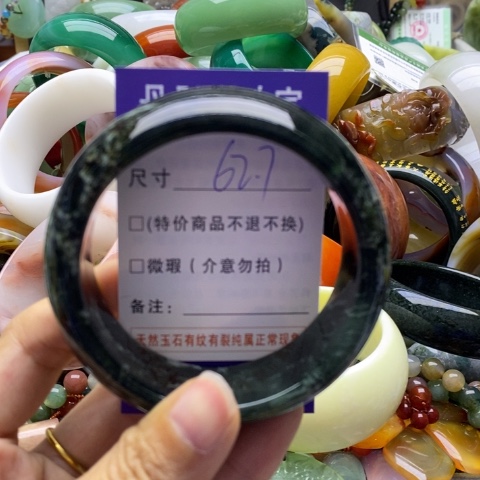 尺寸 62.7
□(特价商品不退不换)
□微瑕（介意勿拍）
备注：
天然玉石有纹有裂纯属正常现